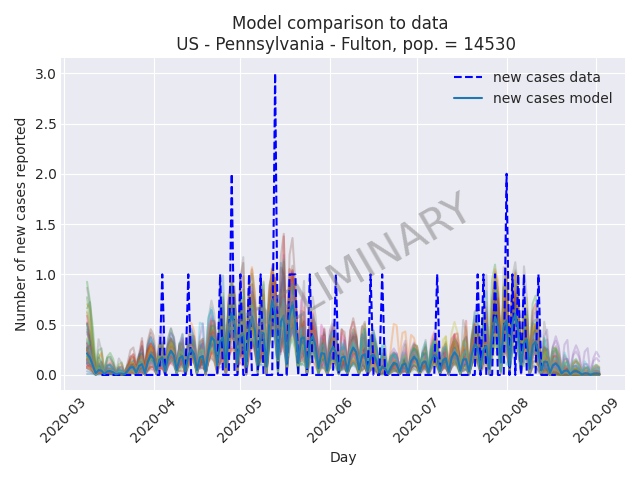 Model comparison to data
US - Pennsylvania - Fulton, pop. = 14530
Number of new cases reported
3.0
2.5
2.0
1.5
1.0
0.5
0.0
new cases data
new cases model
LIMINARY
2020-03
2020-04
2020-05
2020-06
2020-07
2020-08
2020-09
Day